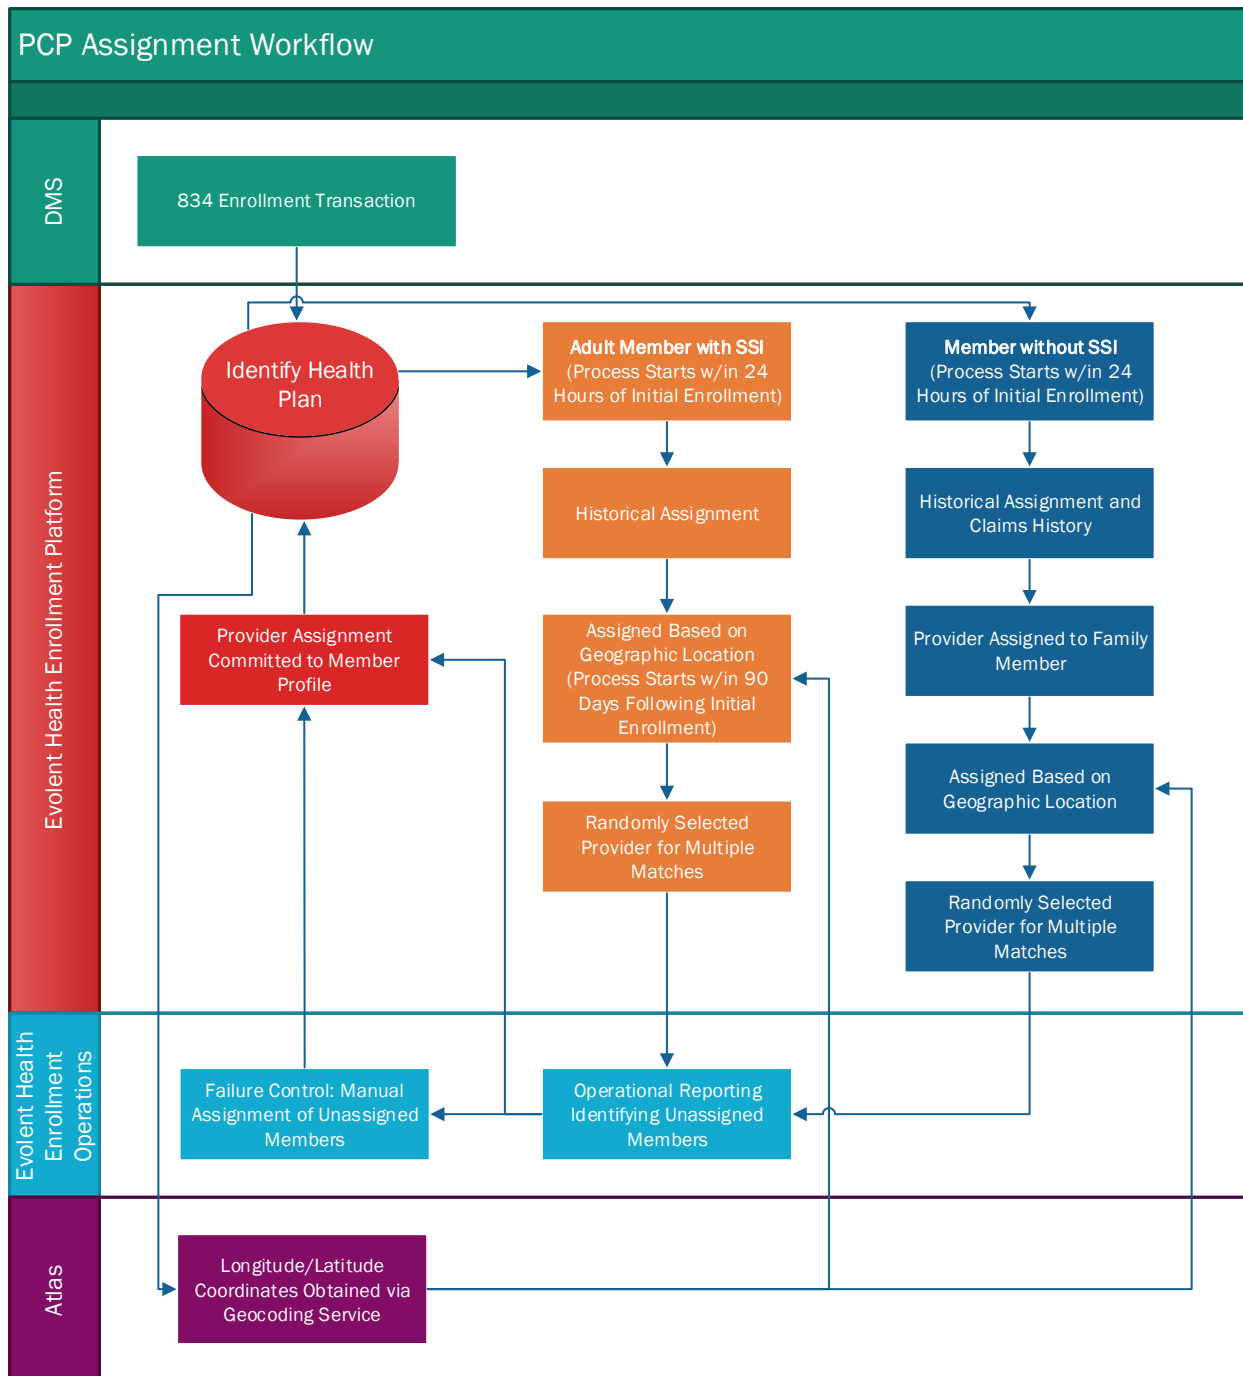 PCP Assignment Workflow
DMS
834 Enrollment Transaction
Evolent Health Enrollment Platform
Identify Health
Plan
Adult Member with SSI
(Process Starts w/in 24
Hours of Initial Enrollment)
Member without SSI
(Process Starts w/in 24
Hours of Initial Enrollment)
Historical Assignment
Historical Assignment and
Claims History
Provider Assignment
Committed to Member
Profile
Assigned Based on
Geographic Location
(Process Starts w/in 90
Days Following Initial
Enrollment)
Provider Assigned to Family
Member
Assigned Based on
Geographic Location
Randomly Selected
Provider for Multiple
Matches
Randomly Selected
Provider for Multiple
Matches
Evolent Health
Enrollment
Operations
Failure Control: Manual
Assignment of Unassigned
Members
Operational Reporting
Identifying Unassigned
Members
Atlas
Longitude/Latitude
Coordinates Obtained via
Geocoding Service